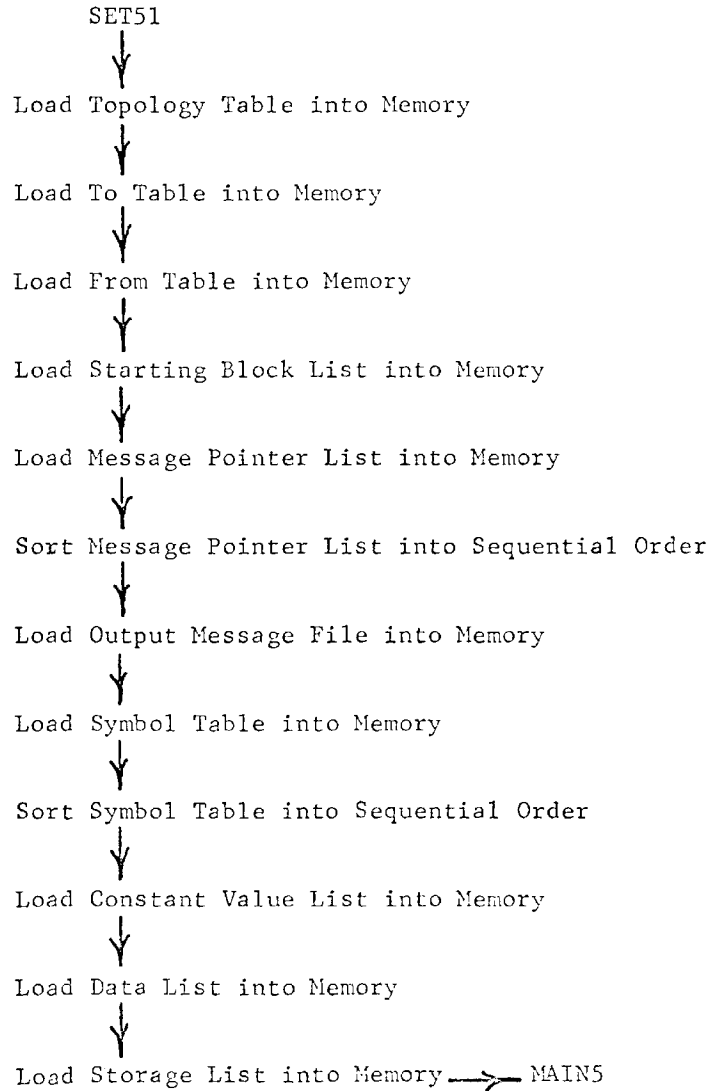 SET51
Load Topology Table into Memory
Load To Table into Memory
Load From Table into Memory
Load Starting Block List into Memory
Load Message Pointer List into Memory
Sort Message Pointer List into Sequential Order
Load Output Message File into Memory
Load Symbol Table into Memory
Sort Symbol Table into Sequential Order
Load Constant Value List into Memory
Load Data List into Memory
Load Storage List into Memory MAIN5